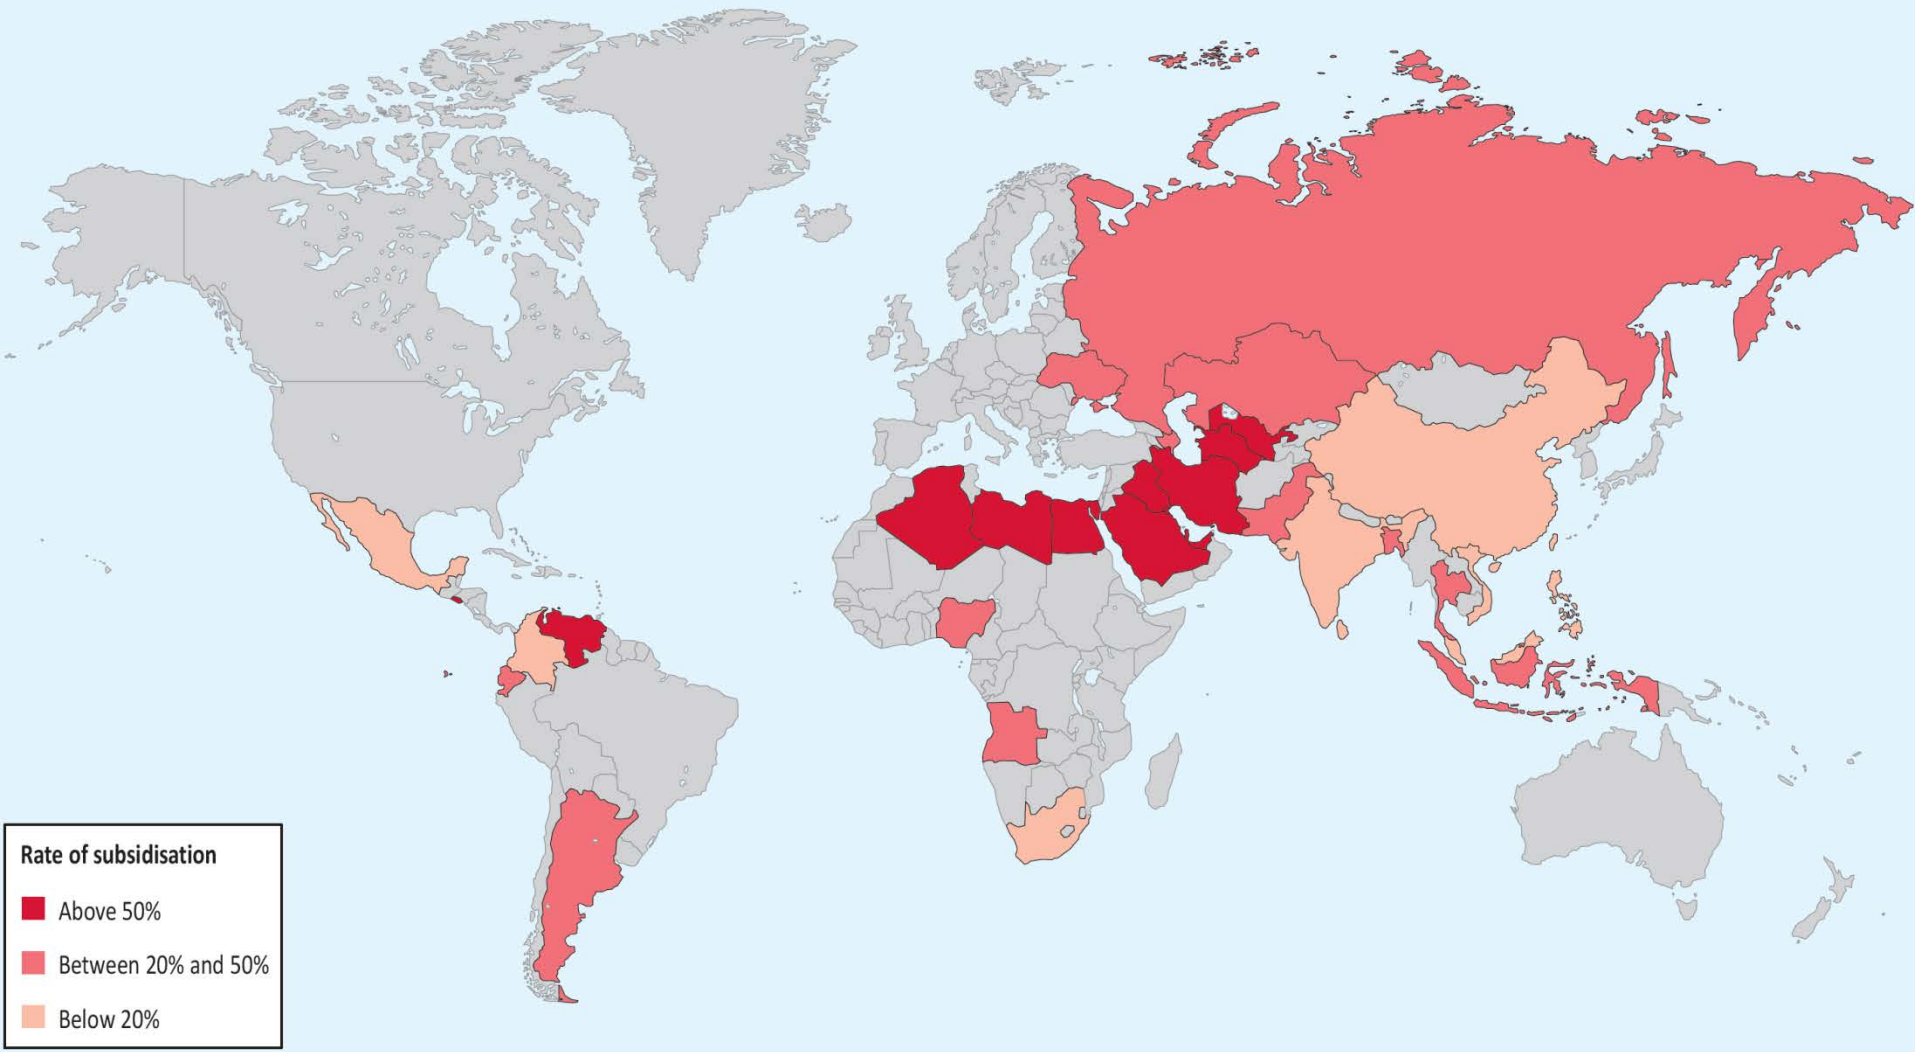 Rate of subsidisation
Above 50%
Between 20% and 50%
Below 20%